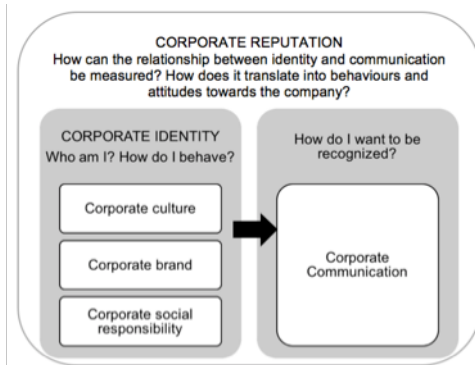 CORPORATE REPUTATION
How can the relationship between identity and communication
be measured? How does it translate into behaviours and
attitudes towards the company?
CORPORATE IDENTITY
Who am I? How do I behave?
Corporate culture
Corporate brand
Corporate social
responsibility
How do I want to be
recognized?
Corporate
Communication